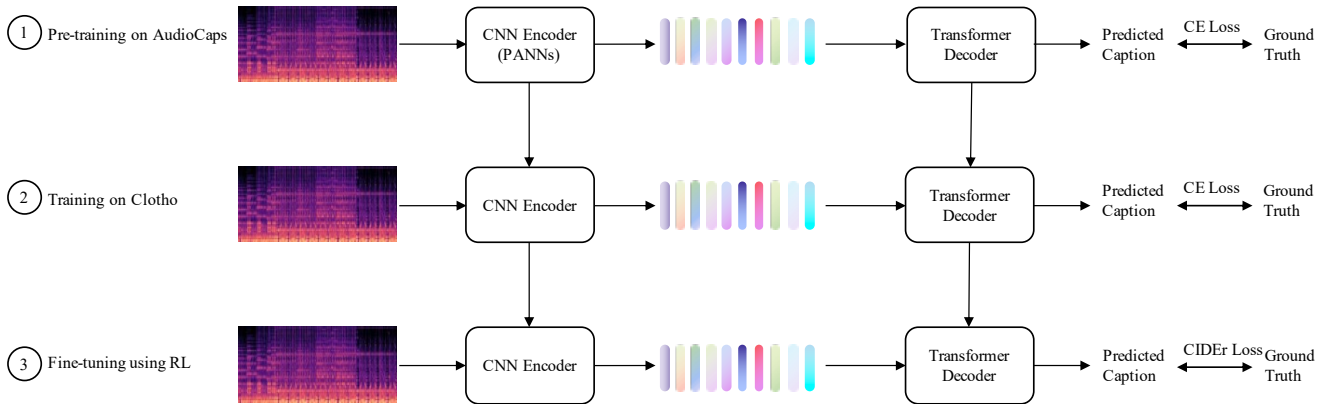 1 Pre-training on AudioCaps
CNN Encoder
(PANNs)
Transformer
Decoder
Predicted
Caption
CE Loss
Ground
Truth
2 Training on Clotho
CNN Encoder
Transformer
Decoder
Predicted
Caption
CE Loss
Ground
Truth
3 Fine-tuning using RL
CNN Encoder
Transformer
Decoder
Predicted
Caption
CIDEr Loss
Ground
Truth